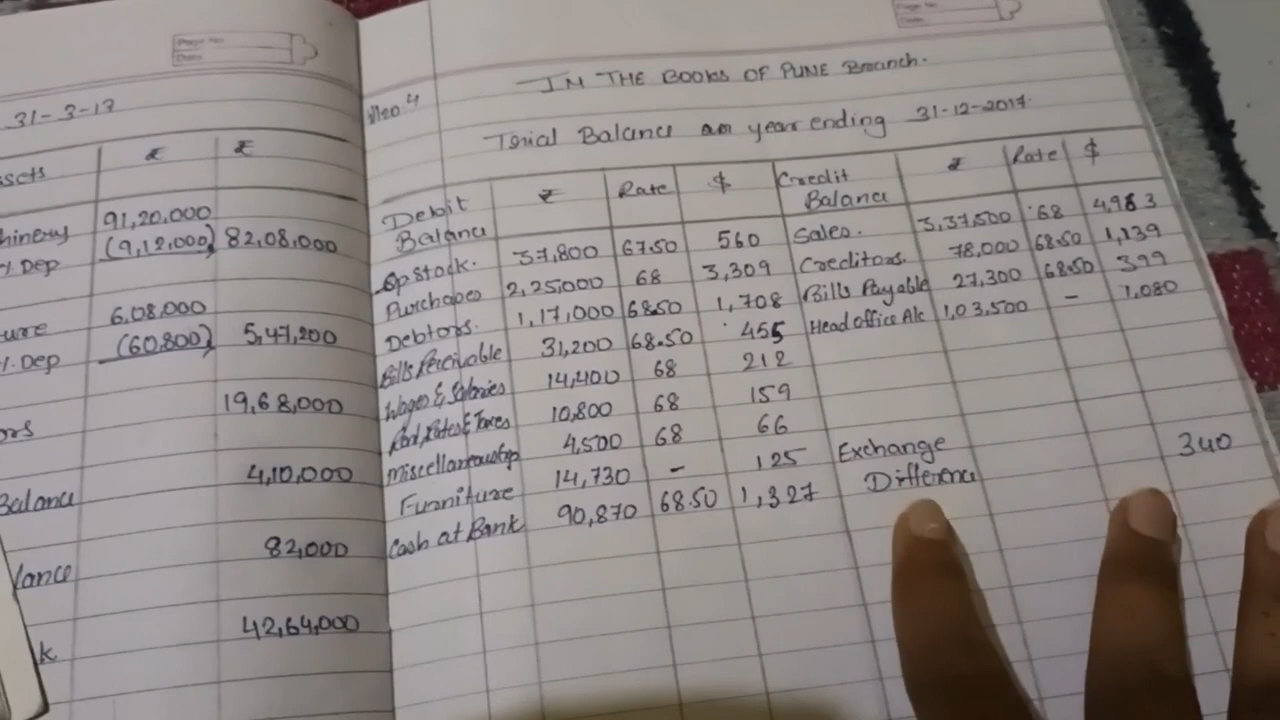 31-3-17
ssets ₹ ₹
hinery 91,20,000
1. Dep (9,12,000) 82,08,000
ure 6,08,000
1. Dep (60,800) 5,47,200
ors 19,68,000
Balance 4,10,000
lance 82,000
k 42,64,000
IN THE BOOKS OF PUNE Branch.
Trial Balance year ending 31-12-2017
Debit Balance ₹ Rate $ Credit Balance ₹ Rate $
Op Stock. 37,800 67.50 560 Sales. 3,37,500 68 4,963
Purchases 2,25,000 68 3,309 Creditors. 78,000 68.50 1,139
Debtors. 1,17,000 68.50 1,708 Bills Payable 27,300 68.50 399
Bills Receivable 31,200 68.50 455 Head office A/c 1,03,500 - 1,080
Wages & Salaries 14,400 68 212
Rent, Rates & Taxes 10,800 68 159
Miscellaneous Exp 4,500 68 66
Furniture 14,730 - 125 Exchange Difference 340
Cash at Bank 90,870 68.50 1,327